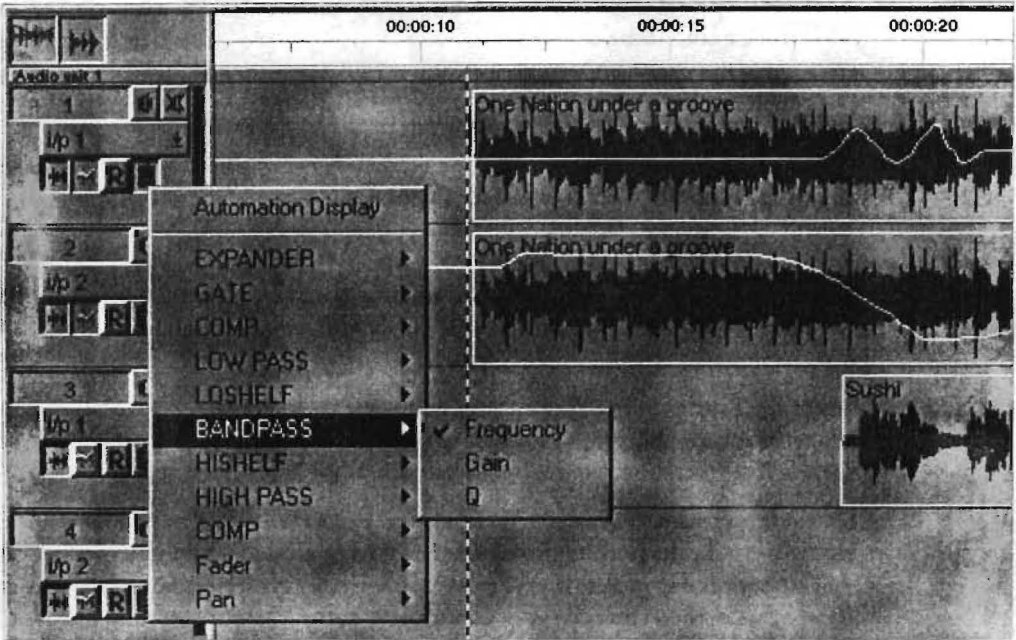 00:00:10 00:00:15 00:00:20
Audio unit 1
1
i/p 1
R
One Nation under a groove
Automation Display
2
i/p 2
R
One Nation under a groove
EXPANDER
GATE
COMP
LOW PASS
LOSHELF
BANDPASS
HISHELF
HIGH PASS
COMP
Fader
Pan
Frequency
Gain
Q
3
i/p 1
R
Sushi
4
i/p 2
R